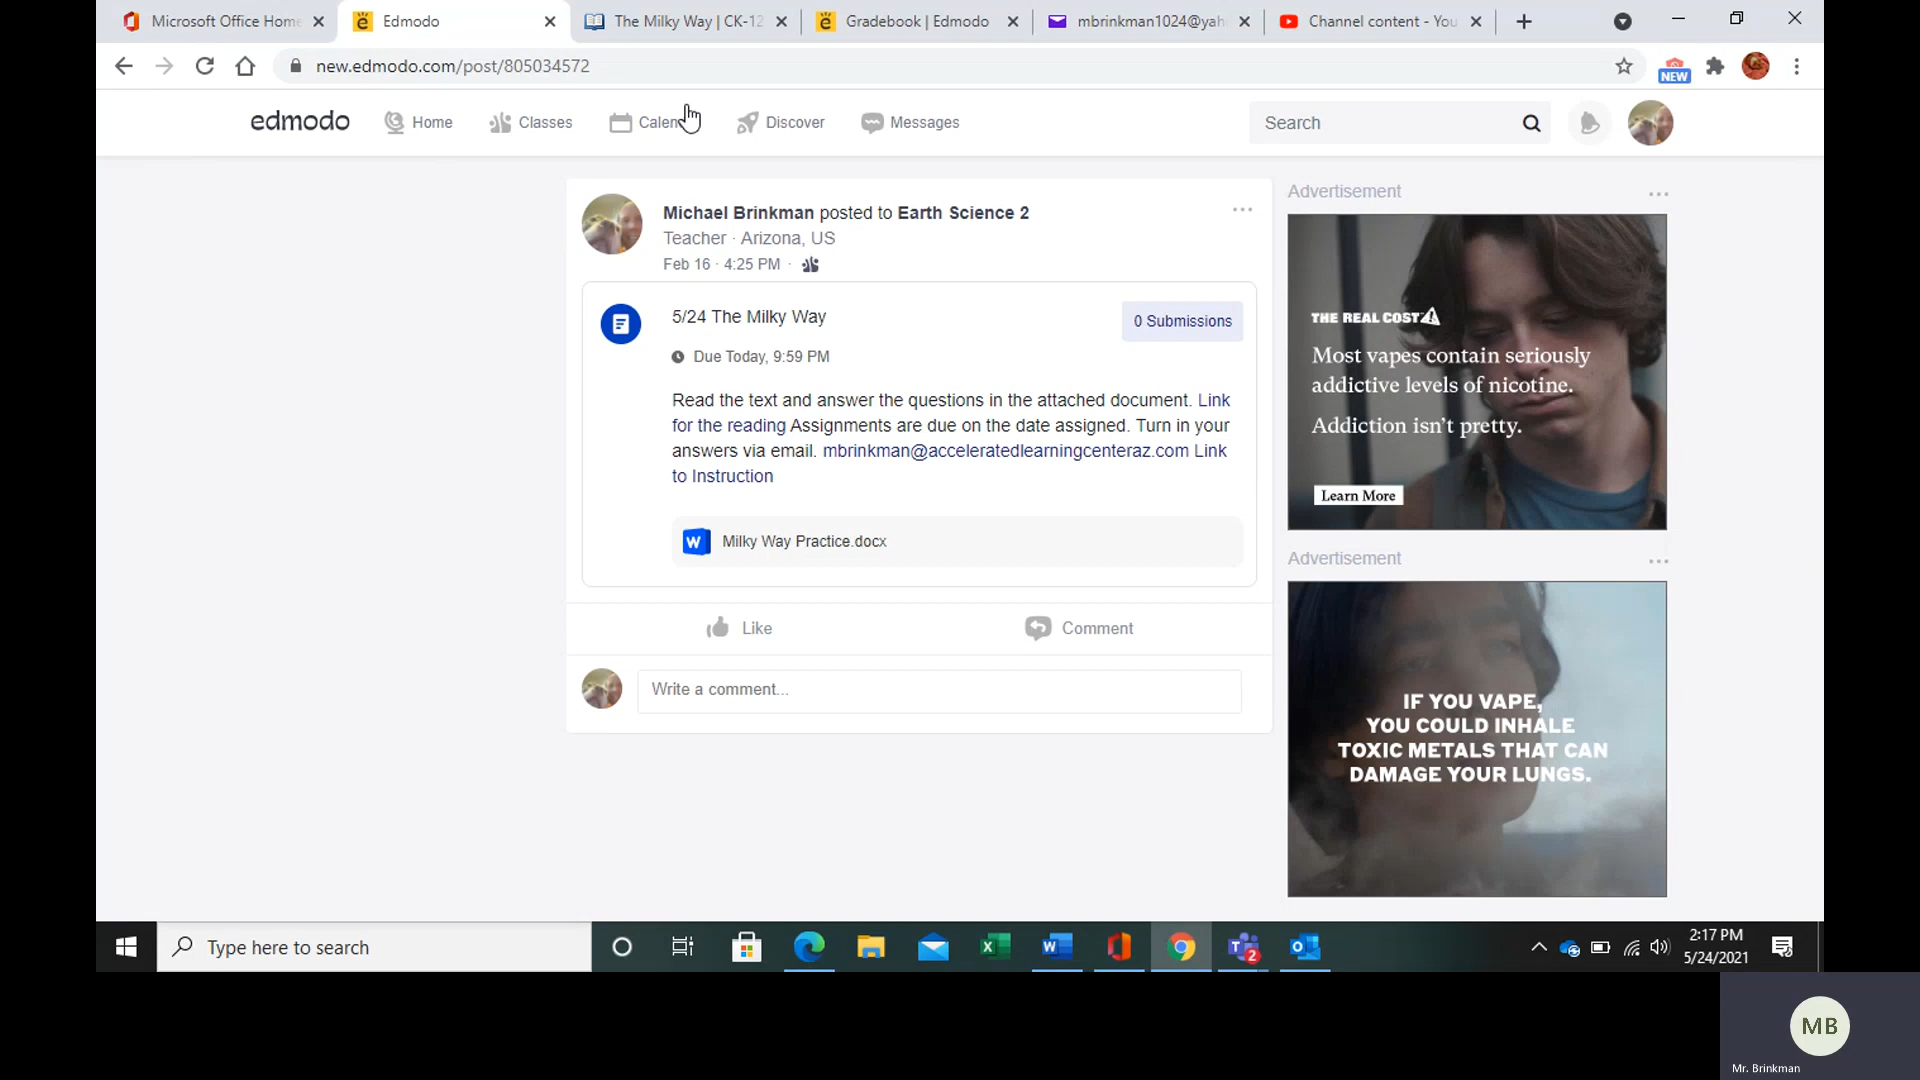 Microsoft Office Home
Edmodo
The Milky Way | CK-12
Gradebook | Edmodo
mbrinkman1024@yah
Channel content - You
new.edmodo.com/post/805034572
NEW
edmodo
Home
Classes
Calen
Discover
Messages
Search
Michael Brinkman posted to Earth Science 2
Teacher · Arizona, US
Feb 16 · 4:25 PM ·
5/24 The Milky Way
0 Submissions
Due Today, 9:59 PM
Read the text and answer the questions in the attached document. Link
for the reading Assignments are due on the date assigned. Turn in your
answers via email. mbrinkman@acceleratedlearningcenteraz.com Link
to Instruction
Milky Way Practice.docx
Like
Comment
Write a comment...
Advertisement
THE REAL COST
Most vapes contain seriously
addictive levels of nicotine.
Addiction isn't pretty.
Learn More
Advertisement
IF YOU VAPE,
YOU COULD INHALE
TOXIC METALS THAT CAN
DAMAGE YOUR LUNGS.
Type here to search
2
2:17 PM
5/24/2021
MB
Mr. Brinkman